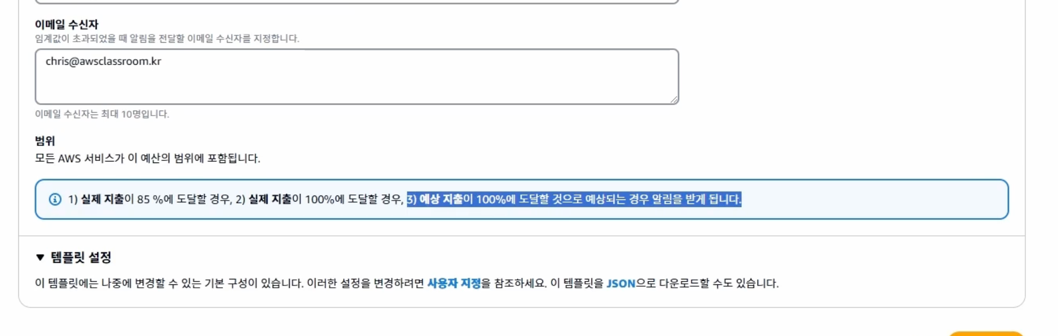 이메일 수신자
임계값이 초과되었을 때 알림을 전달할 이메일 수신자를 지정합니다.
chris@awsclassroom.kr
이메일 수신자는 최대 10명입니다.
범위
모든 AWS 서비스가 이 예산의 범위에 포함됩니다.
1) 실제 지출이 85 %에 도달할 경우, 2) 실제 지출이 100%에 도달할 경우, 3) 예상 지출이 100%에 도달할 것으로 예상되는 경우 알림을 받게 됩니다.
▼ 템플릿 설정
이 템플릿에는 나중에 변경할 수 있는 기본 구성이 있습니다. 이러한 설정을 변경하려면 사용자 지정을 참조하세요. 이 템플릿을 JSON으로 다운로드할 수도 있습니다.